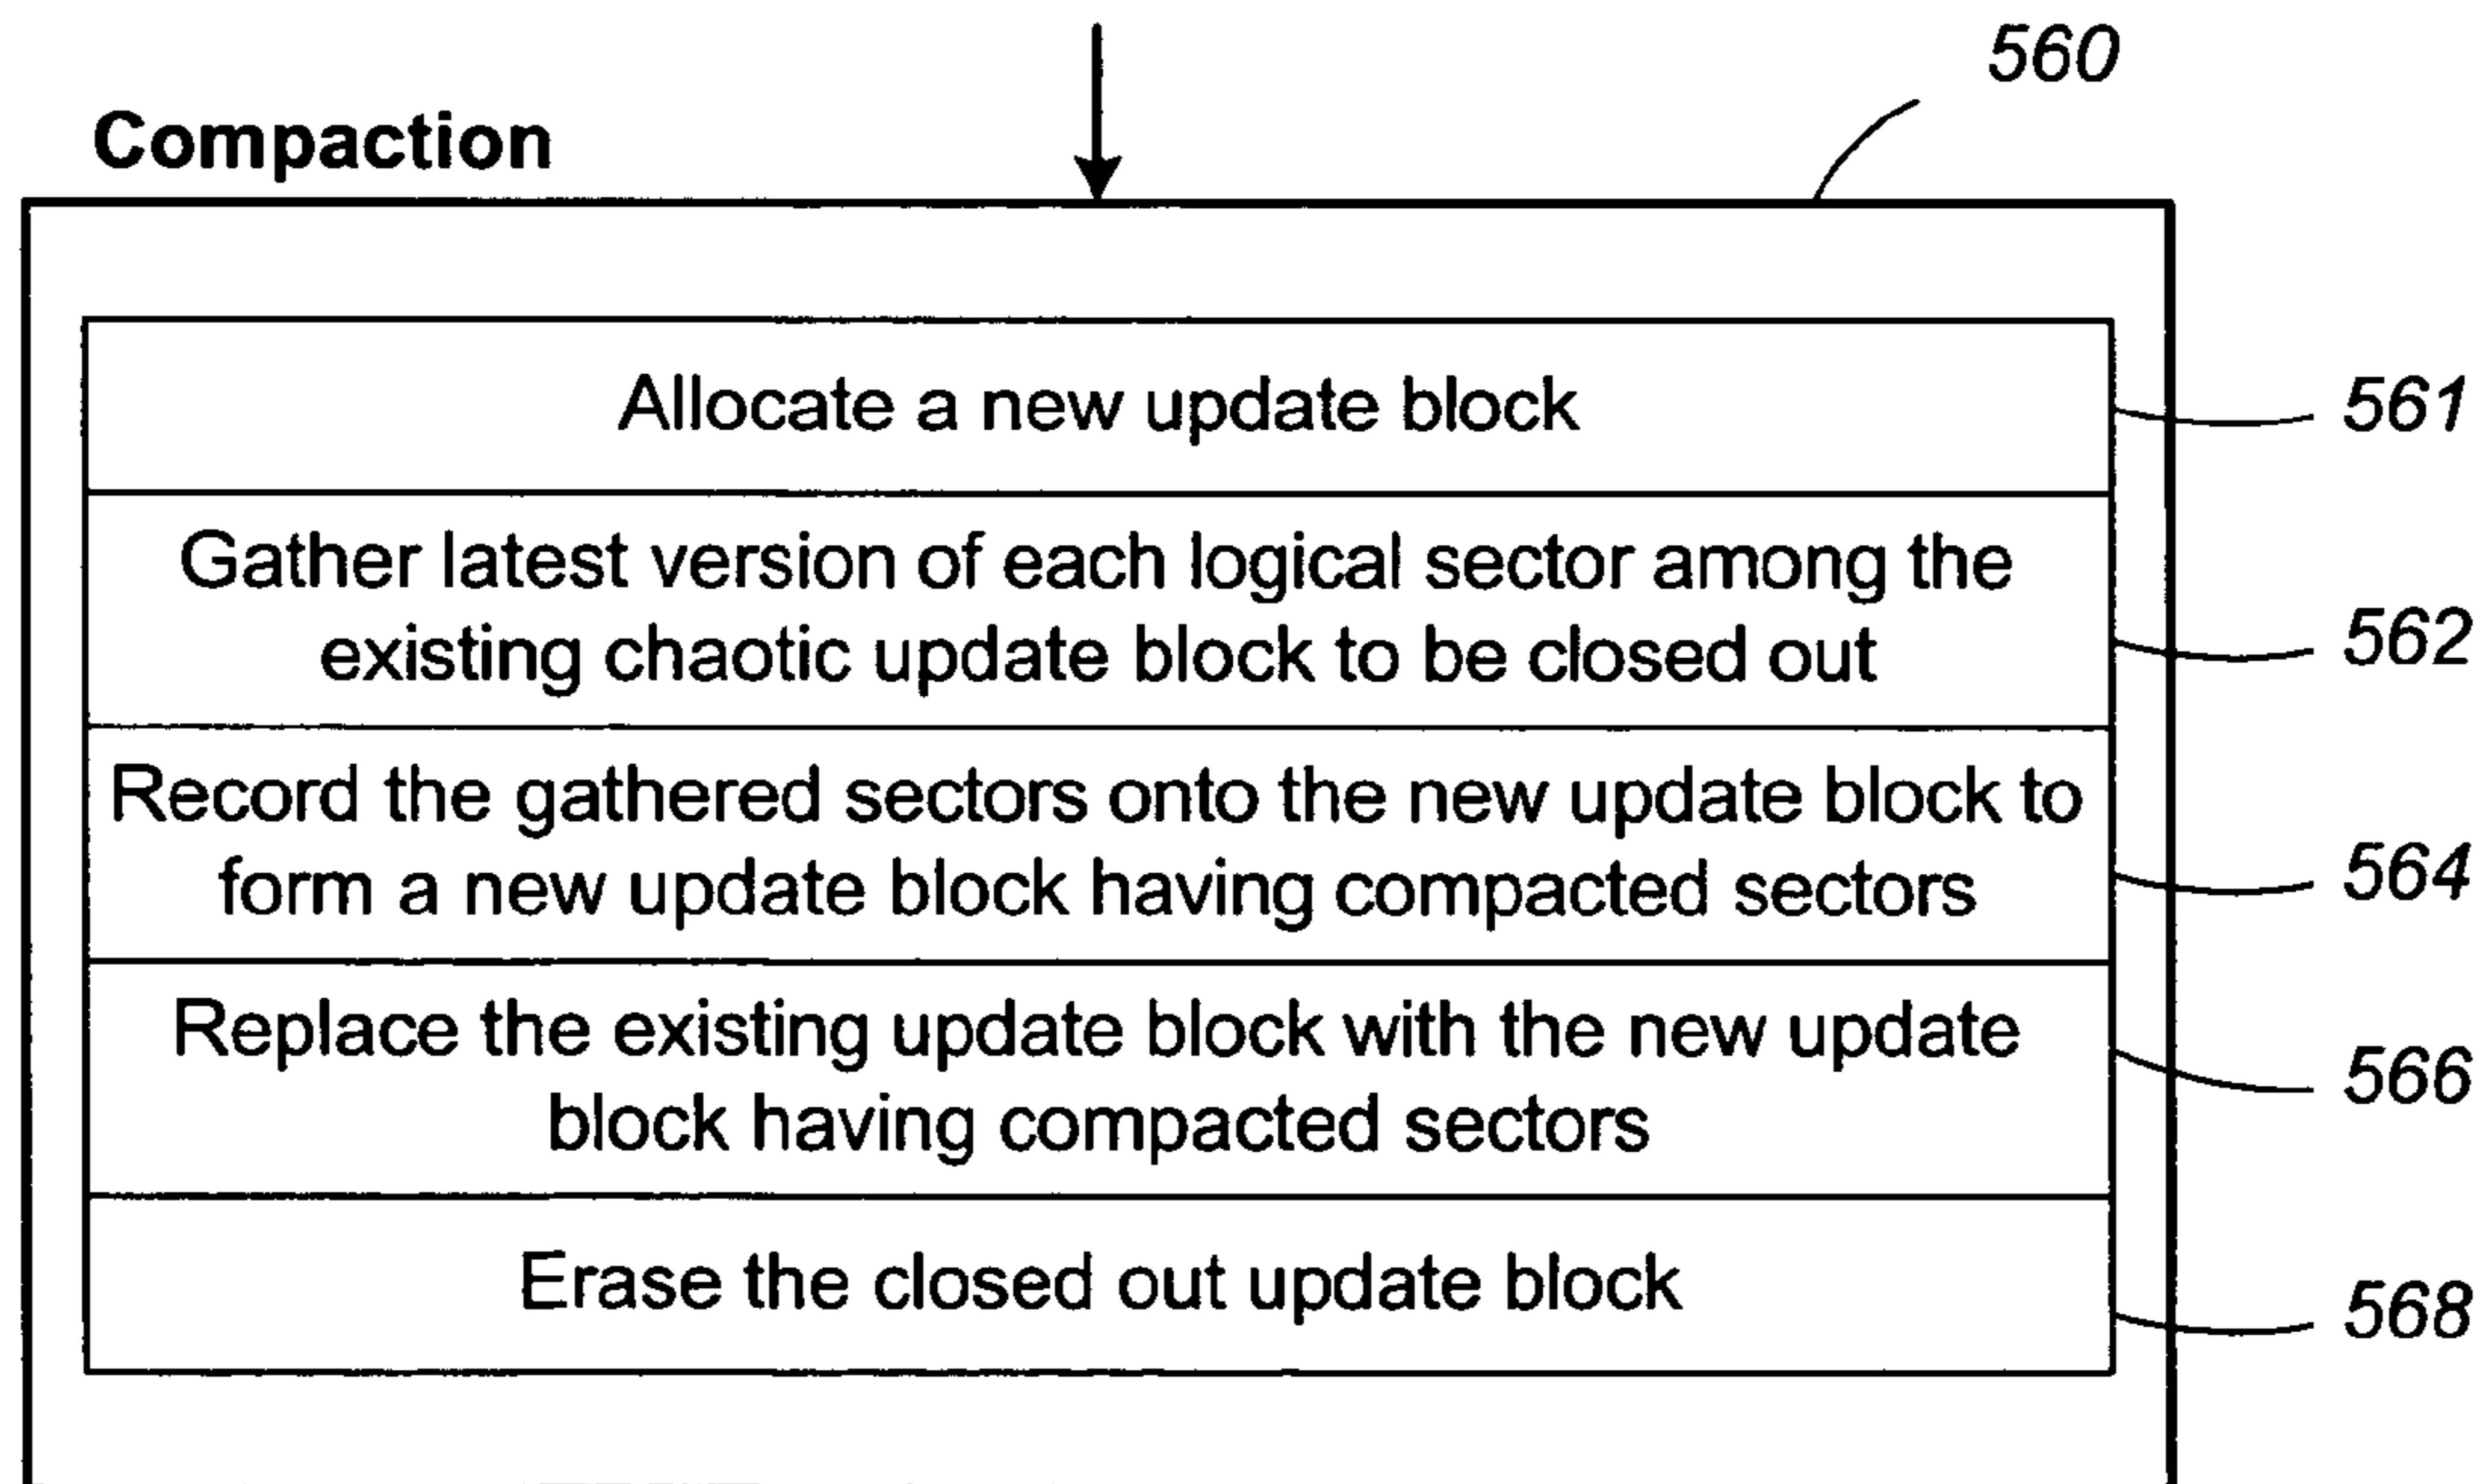 560
Compaction
Allocate a new update block
561
Gather latest version of each logical sector among the
existing chaotic update block to be closed out
562
Record the gathered sectors onto the new update block to
form a new update block having compacted sectors
564
Replace the existing update block with the new update
block having compacted sectors
566
Erase the closed out update block
568